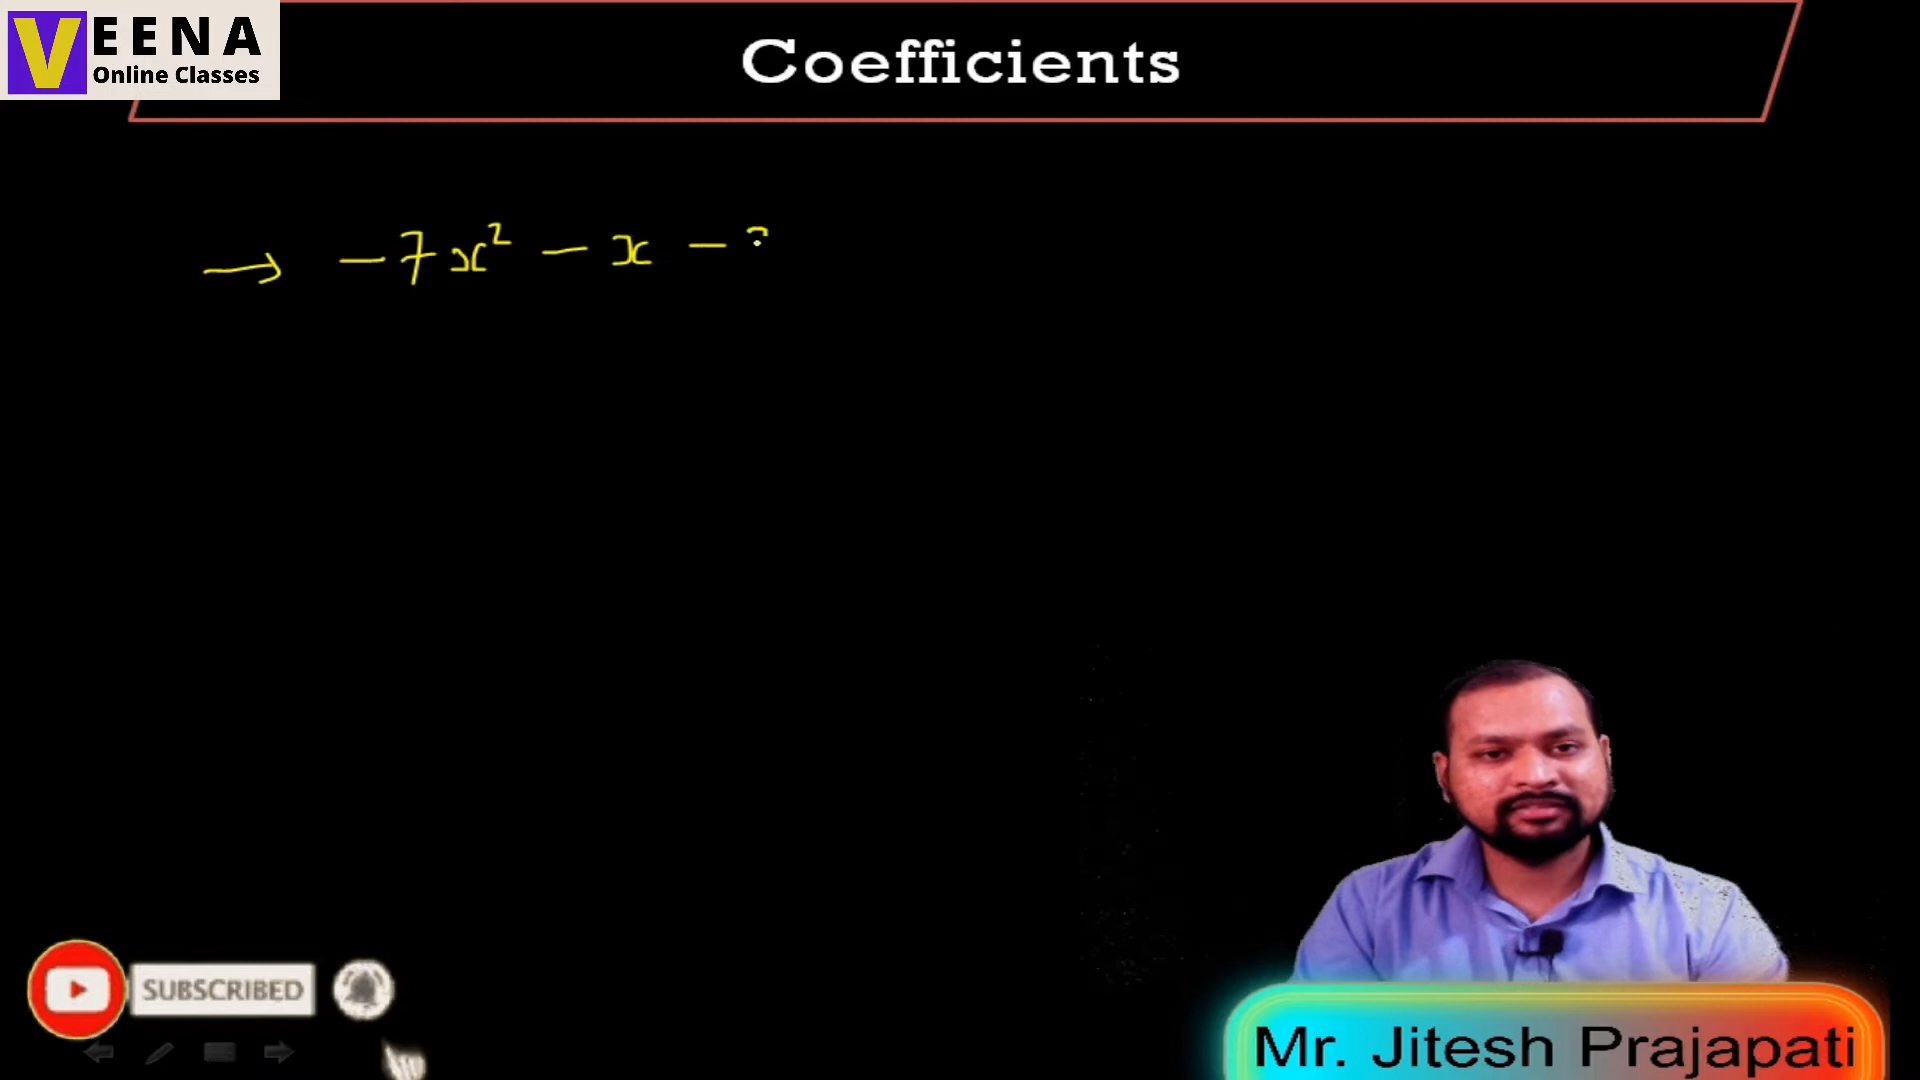 VEENA
Online Classes
Coefficients
→ -7x² - x -
SUBSCRIBED
Mr. Jitesh Prajapati